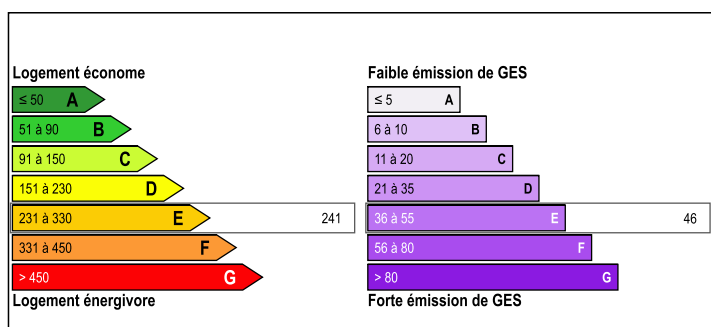 Logement économe
≤ 50 A
51 à 90 B
91 à 150 C
151 à 230 D
231 à 330 E 241
331 à 450 F
> 450 G
Logement énergivore
Faible émission de GES
≤ 5 A
6 à 10 B
11 à 20 C
21 à 35 D
36 à 55 E 46
56 à 80 F
> 80 G
Forte émission de GES